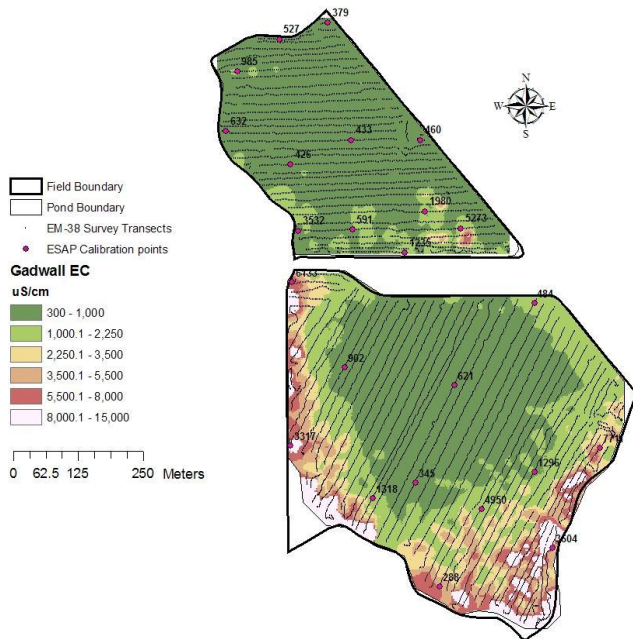 379
527
985
N
W E
S
632
433
460
426
Field Boundary
Pond Boundary
EM-38 Survey Transects
ESAP Calibration points
1980
3532
591
5273
1235
Gadwall EC
uS/cm
300 - 1,000
1,000.1 - 2,250
2,250.1 - 3,500
3,500.1 - 5,500
5,500.1 - 8,000
8,000.1 - 15,000
6133
484
902
621
3317
0 62.5 125 250 Meters
345
1296
1318
4950
288